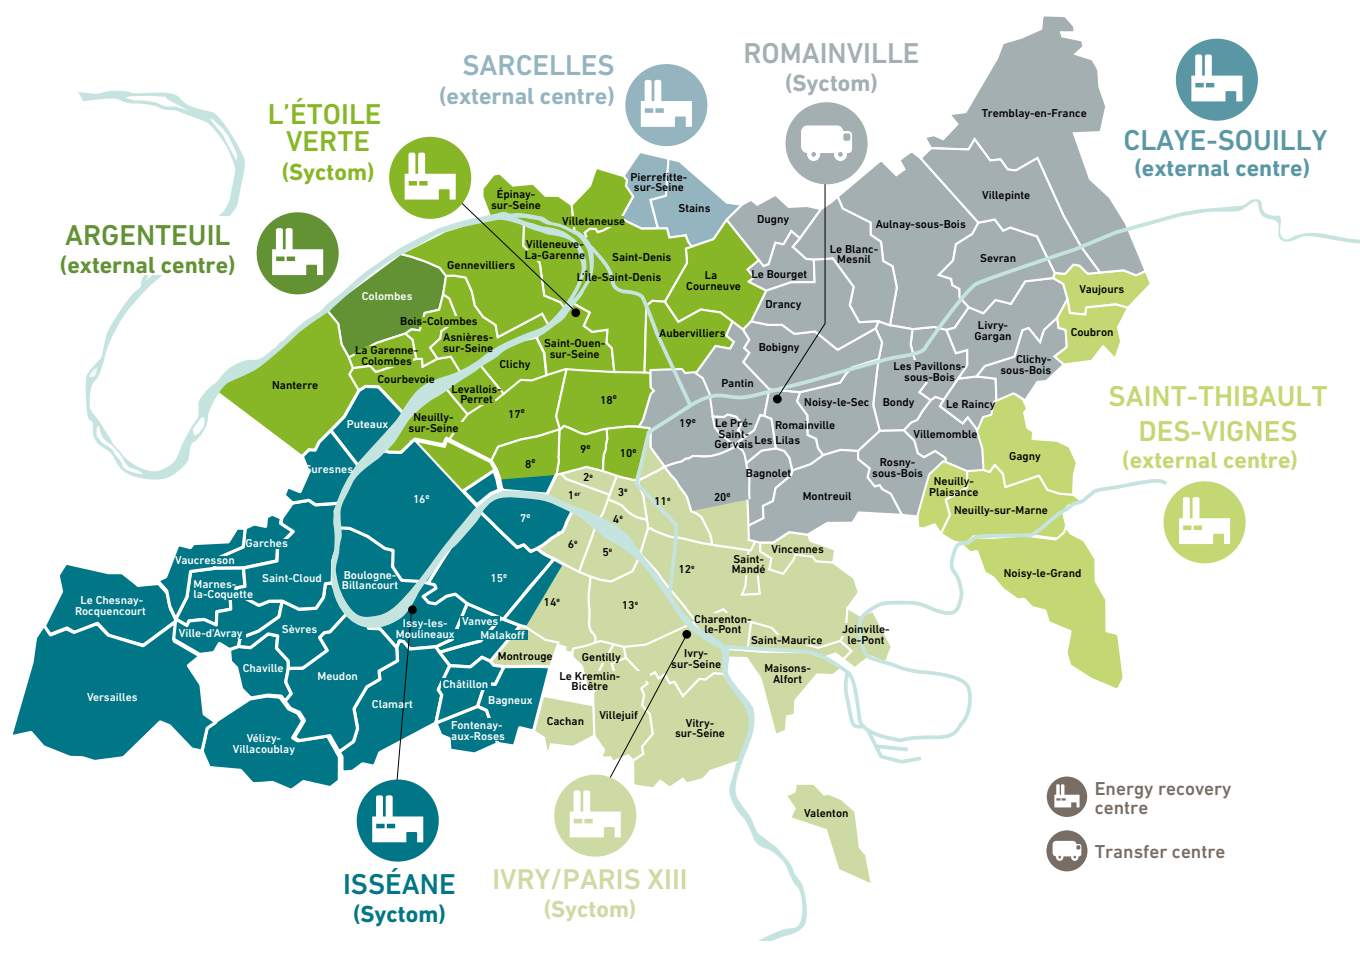 ROMAINVILLE
(Syctom)
SARCELLES
(external centre)
L'ÉTOILE
VERTE
(Syctom)
CLAYE-SOUILLY
(external centre)
ARGENTEUIL
(external centre)
SAINT-THIBAULT
DES-VIGNES
(external centre)
Tremblay-en-France
Villepinte
Pierrefitte-
sur-Seine
Stains
Épinay-
sur-Seine
Villetaneuse
Dugny
Aulnay-sous-Bois
Le Blanc-
Mesnil
Sevran
Villeneuve-
La-Garenne
Saint-Denis
L'Île-Saint-Denis
Gennevilliers
La
Courneuve
Le Bourget
Drancy
Vaujours
Coubron
Colombes
Bois-Colombes
Asnières-
sur-Seine
La Garenne-
Colombes
Saint-Ouen-
sur-Seine
Aubervilliers
Bobigny
Livry-
Gargan
Clichy-
sous-Bois
Les Pavillons-
sous-Bois
Nanterre
Courbevoie
Clichy
Levallois-
Perret
Neuilly-
sur-Seine
Pantin
Noisy-le-Sec
Bondy
Le Raincy
Puteaux
17e
18e
19e
Le Pré-
Saint-
Gervais
Les Lilas
Romainville
Villemomble
Gagny
Suresnes
8e
9e
10e
Bagnolet
Rosny-
sous-Bois
Neuilly-
Plaisance
Neuilly-sur-Marne
16e
2e
1er
3e
11e
20e
Montreuil
7e
4e
6e
5e
Garches
Vaucresson
Saint-Cloud
Boulogne-
Billancourt
15e
12e
Saint-
Mandé
Vincennes
Noisy-le-Grand
Marnes-
la-Coquette
Le Chesnay-
Rocquencourt
14e
13e
Ville-d'Avray
Sèvres
Issy-les-
Moulineaux
Vanves
Malakoff
Charenton-
le-Pont
Saint-Maurice
Joinville-
le-Pont
Montrouge
Gentilly
Ivry-
sur-Seine
Maisons-
Alfort
Chaville
Meudon
Le Kremlin-
Bicêtre
Versailles
Châtillon
Bagneux
Clamart
Cachan
Villejuif
Vitry-
sur-Seine
Fontenay-
aux-Roses
Vélizy-
Villacoublay
Valenton
ISSÉANE
(Syctom)
IVRY/PARIS XIII
(Syctom)
Energy recovery
centre
Transfer centre